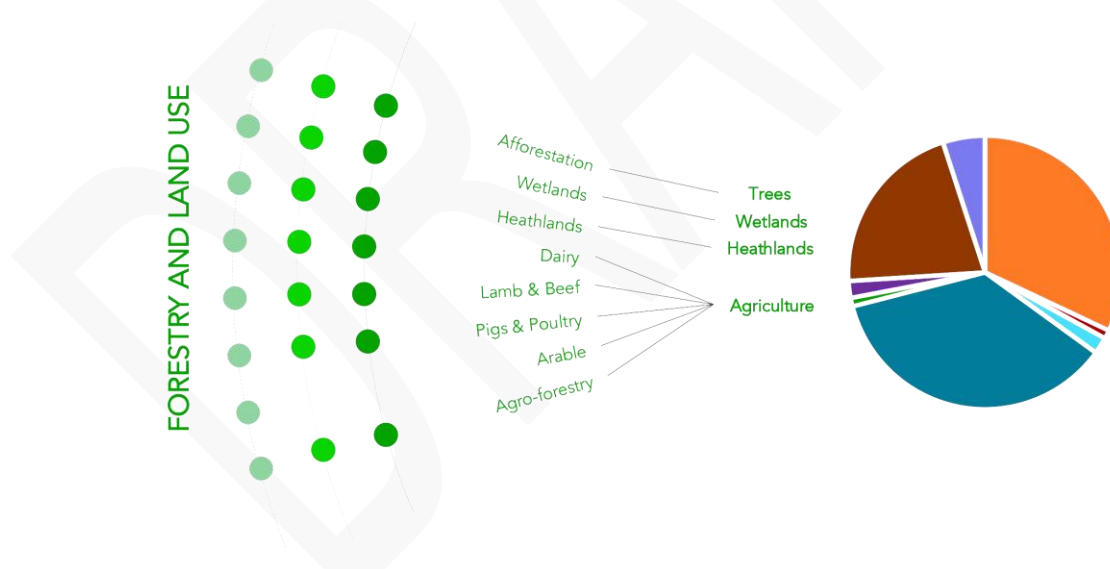 FORESTRY AND LAND USE
Afforestation
Wetlands
Heathlands
Dairy
Lamb & Beef
Pigs & Poultry
Arable
Agro-forestry
Trees
Wetlands
Heathlands
Agriculture
DRA